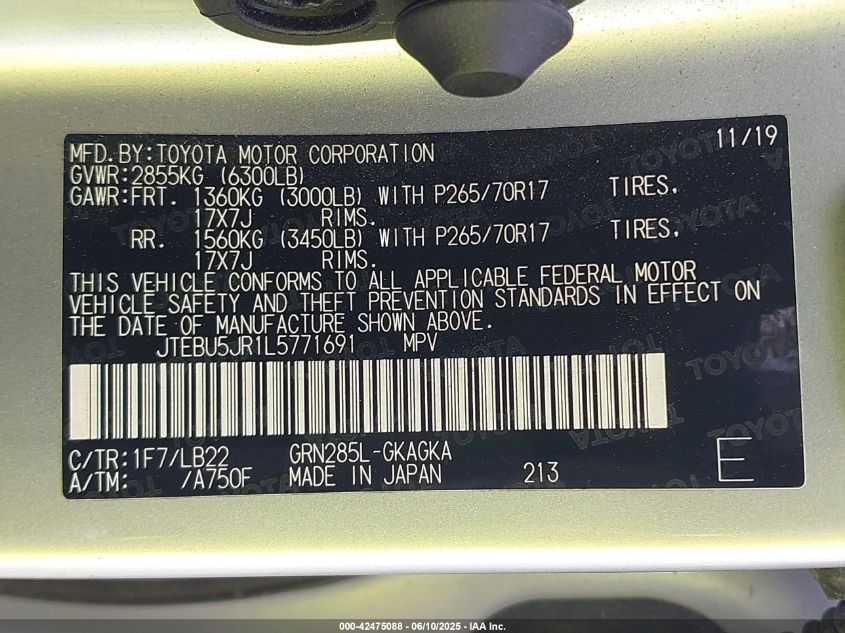 11/19
MFD.BY:TOYOTA MOTOR CORPORATION
GVWR:2855KG (6300LB)
GAWR:FRT. 1360KG (3000LB) WITH P265/70R17 TIRES,
17X7J RIMS.
RR. 1560KG (3450LB) WITH P265/70R17 TIRES,
17X7J RIMS.
THIS VEHICLE CONFORMS TO ALL APPLICABLE FEDERAL MOTOR
VEHICLE SAFETY AND THEFT PREVENTION STANDARDS IN EFFECT ON
THE DATE OF MANUFACTURE SHOWN ABOVE.
JTEBU5JR1L5771691 MPV
C/TR:1F7/LB22 GRN285L-GKAGKA
A/TM: /A750F MADE IN JAPAN 213 E
000-42475088 - 06/10/2025 - IAA Inc.